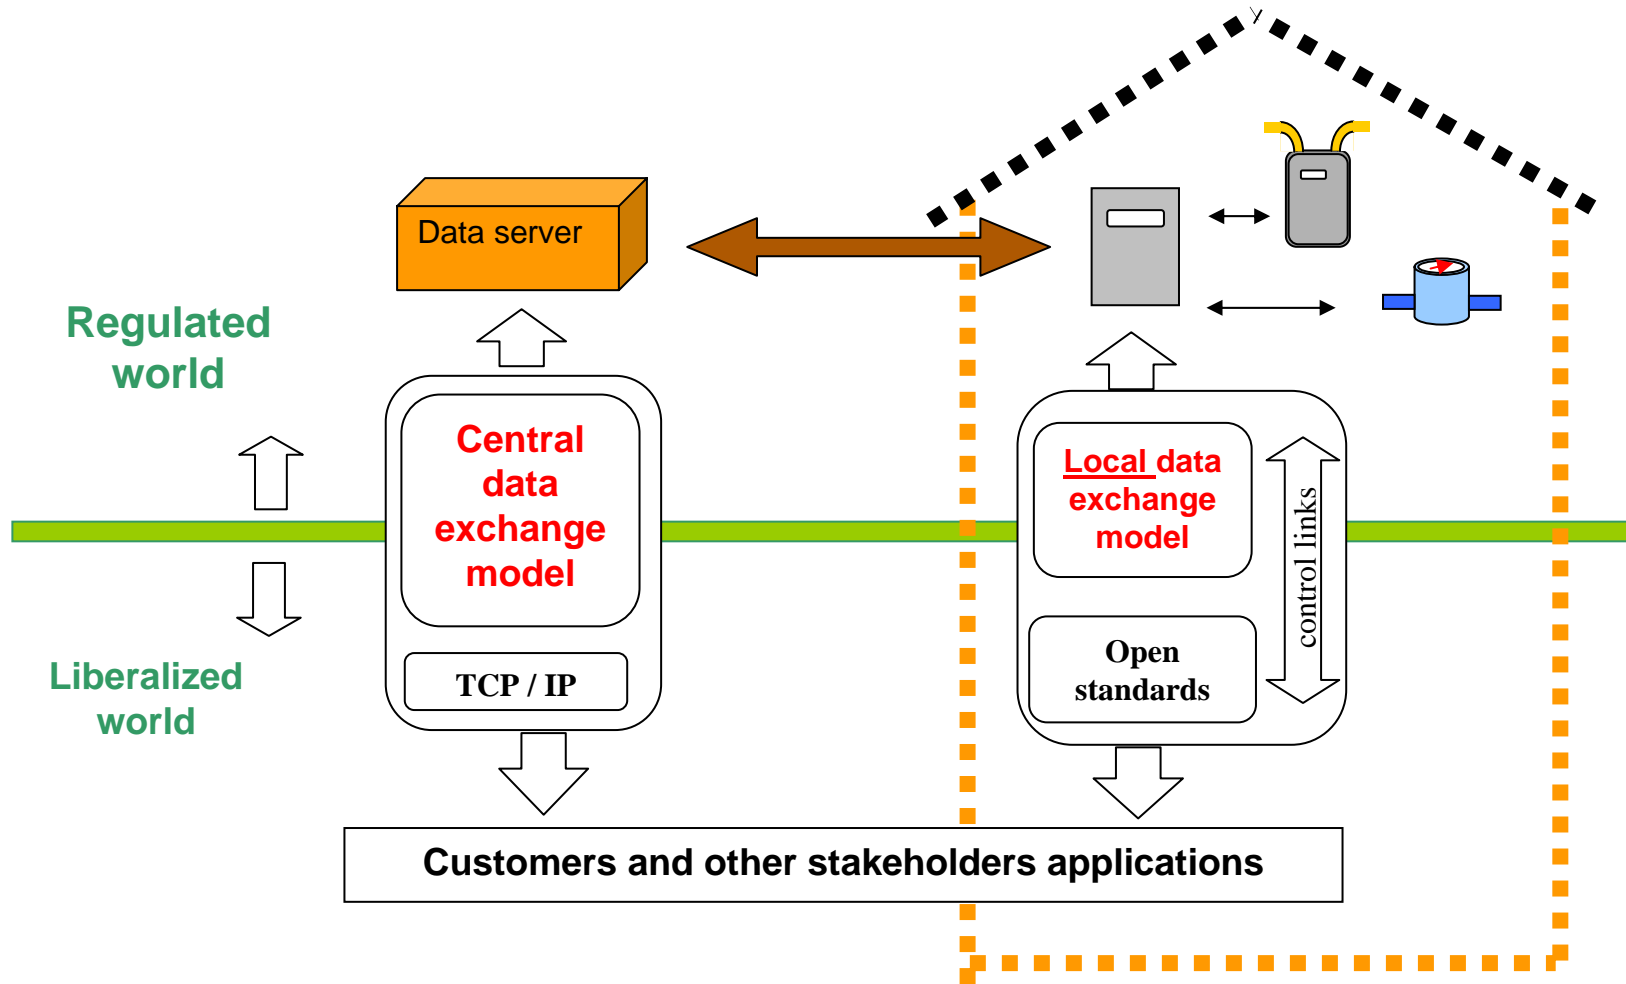 Data server
Regulated
world
Central
data
exchange
model
Local data
exchange
model
control links
Liberalized
world
TCP / IP
Open
standards
Customers and other stakeholders applications